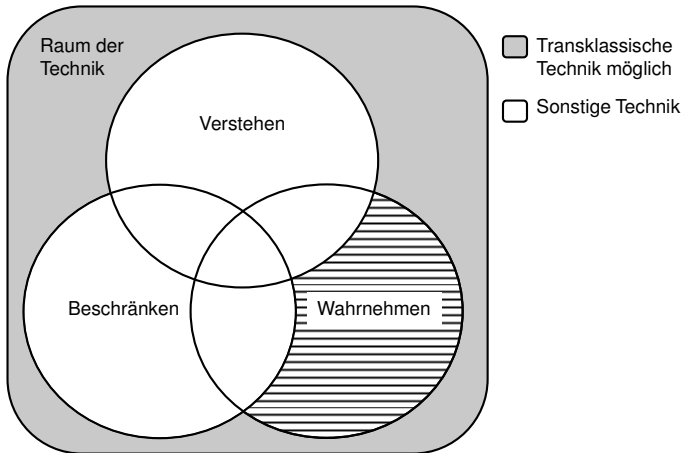 Raum der
Technik
Verstehen
Beschränken
Wahrnehmen
Transklassische
Technik möglich
Sonstige Technik